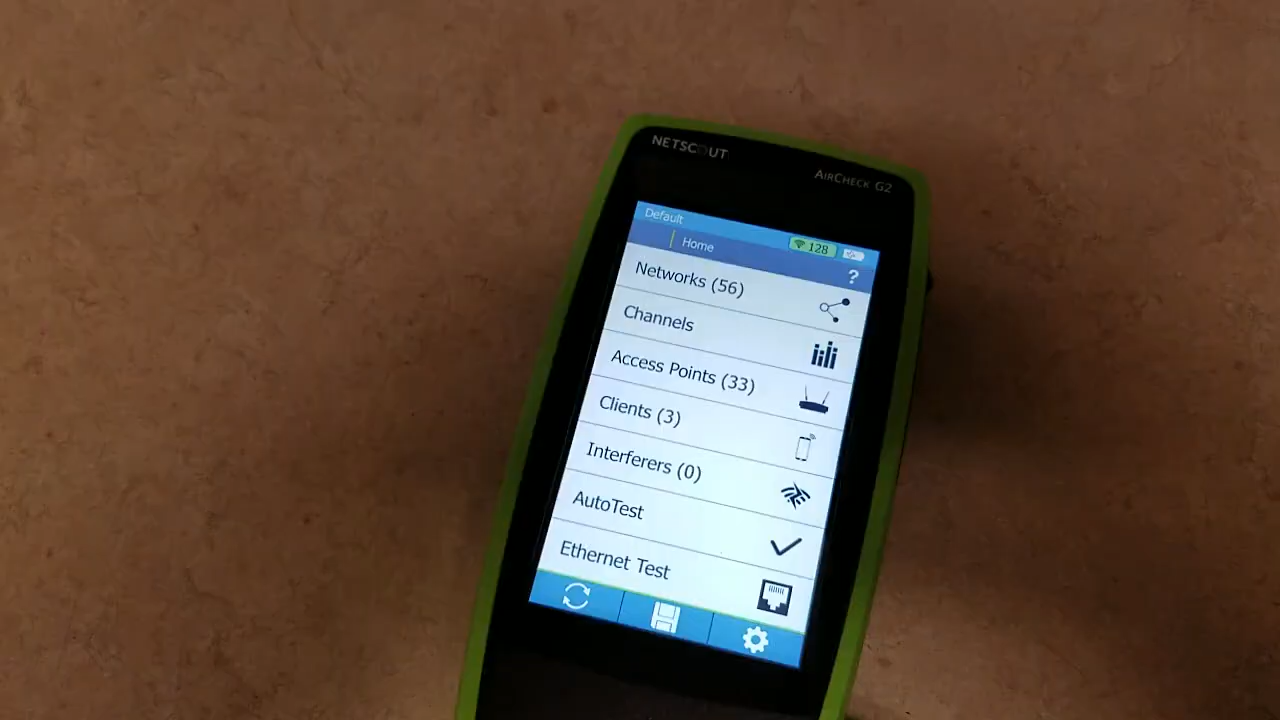 NETSCOUT
AIRCHECK G2
Default
Home
128
?
Networks (56)
Channels
Access Points (33)
Clients (3)
Interferers (0)
AutoTest
Ethernet Test